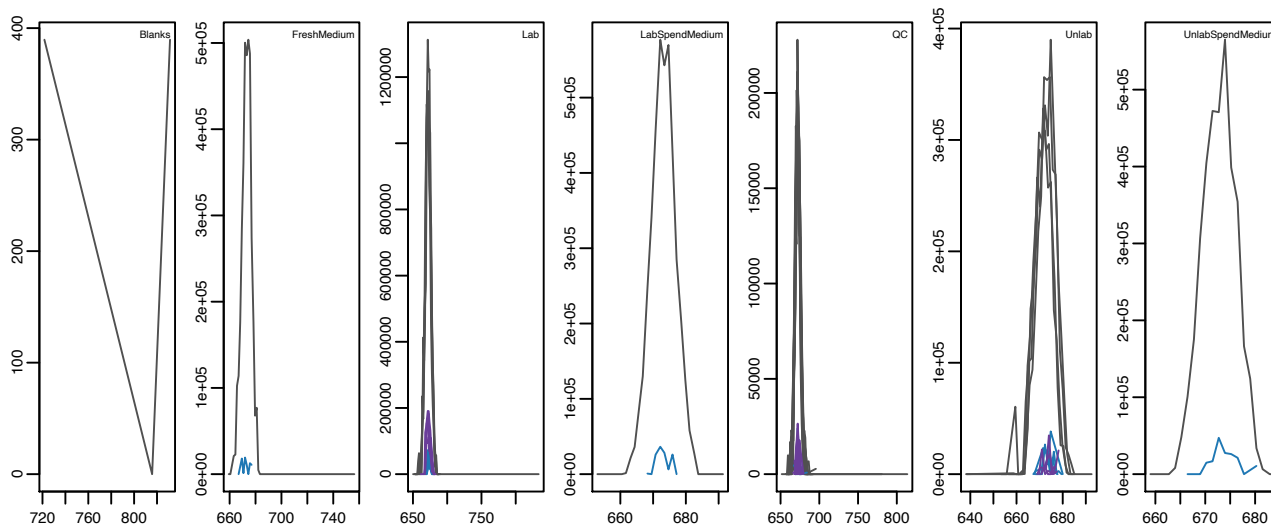 Blanks
400
300
200
100
0
720 760 800
FreshMedium
5e+05
4e+05
3e+05
2e+05
1e+05
0e+00
660 700 740
Lab
1200000
800000
600000
400000
200000
0
650 750
LabSpendMedium
5e+05
4e+05
3e+05
2e+05
1e+05
0e+00
660 680
QC
200000
150000
100000
50000
0
650 700 750 800
Unlab
4e+05
3e+05
2e+05
1e+05
0e+00
640 660 680
UnlabSpendMedium
5e+05
4e+05
3e+05
2e+05
1e+05
0e+00
660 670 680